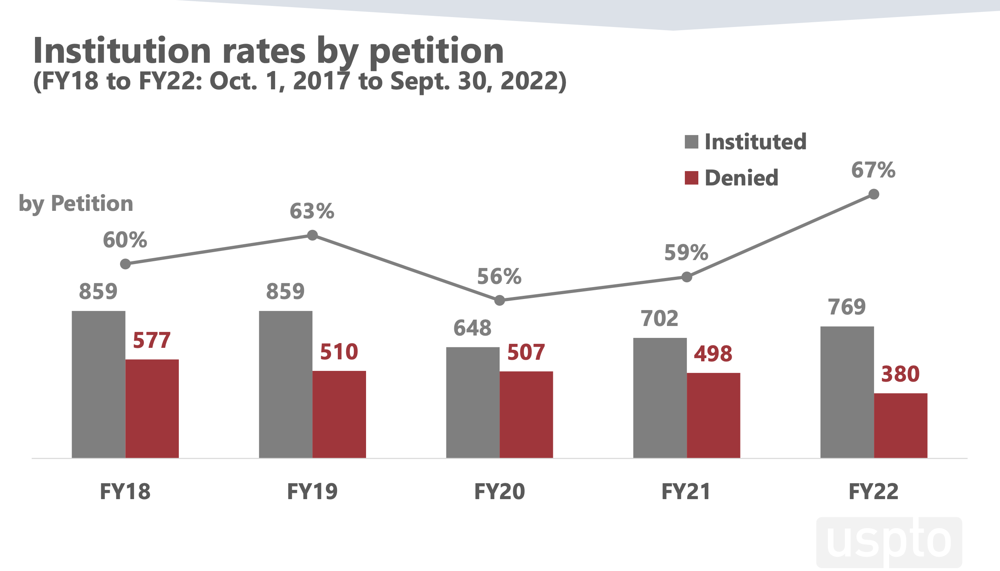 Institution rates by petition
(FY18 to FY22: Oct. 1, 2017 to Sept. 30, 2022)
Instituted
Denied
by Petition
60%
63%
56%
59%
67%
859
577
859
510
648
507
702
498
769
380
FY18
FY19
FY20
FY21
FY22
uspto